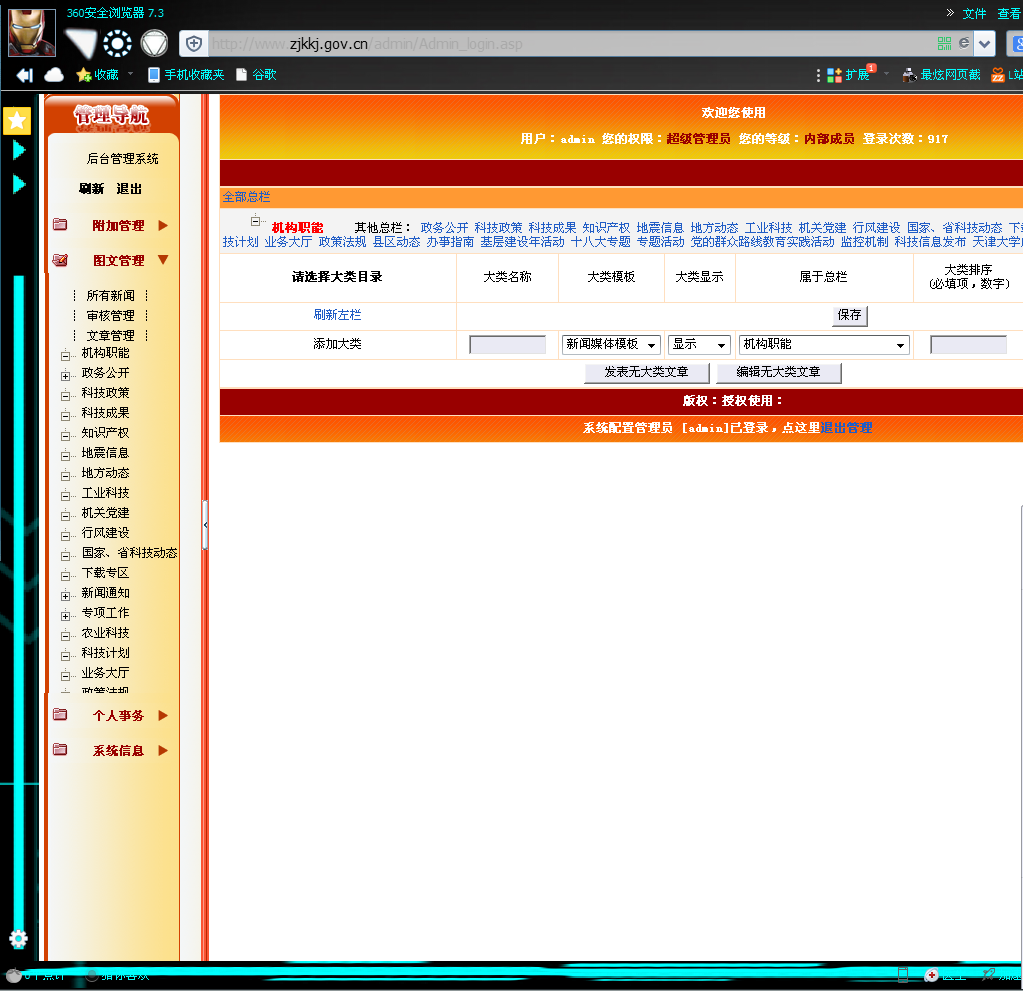 360安全浏览器 7.3
» 文件 查看
http://www.zjkkj.gov.cn/admin/Admin_login.asp
收藏 手机收藏夹 谷歌 扩展 1 最炫网页截 L站
管理导航
后台管理系统
刷新 退出
附加管理
图文管理
所有新闻
审核管理
文章管理
机构职能
政务公开
科技政策
科技成果
知识产权
地震信息
地方动态
工业科技
机关党建
行风建设
国家、省科技动态
下载专区
新闻通知
专项工作
农业科技
科技计划
业务大厅
政策法规
个人事务
系统信息
欢迎您使用
用户：admin 您的权限：超级管理员 您的等级：内部成员 登录次数：917
全部总栏
机构职能 其他总栏： 政务公开 科技政策 科技成果 知识产权 地震信息 地方动态 工业科技 机关党建 行风建设 国家、省科技动态 下
技计划 业务大厅 政策法规 县区动态 办事指南 基层建设年活动 十八大专题 专题活动 党的群众路线教育实践活动 监控机制 科技信息发布 天津大学
请选择大类目录 大类名称 大类模板 大类显示 属于总栏 大类排序
(必填项，数字)
刷新左栏 保存
添加大类 新闻媒体模板 显示 机构职能
发表无大类文章 编辑无大类文章
版权：授权使用：
系统配置管理员 [admin]已登录，点这里退出管理